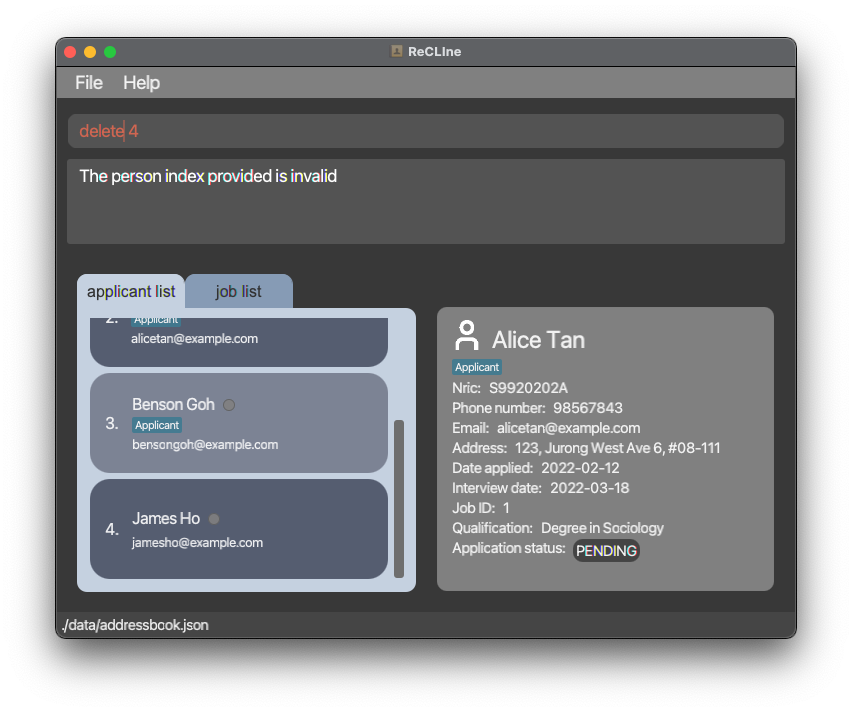 ReCLIne
File Help
delete 4
The person index provided is invalid
applicant list job list
2.
Applicant
alicetan@example.com
3.
Benson Goh
Applicant
bensongoh@example.com
4.
James Ho
jamesho@example.com
Alice Tan
Applicant
Nric: S9920202A
Phone number: 98567843
Email: alicetan@example.com
Address: 123, Jurong West Ave 6, #08-111
Date applied: 2022-02-12
Interview date: 2022-03-18
Job ID: 1
Qualification: Degree in Sociology
Application status: PENDING
./data/addressbook.json